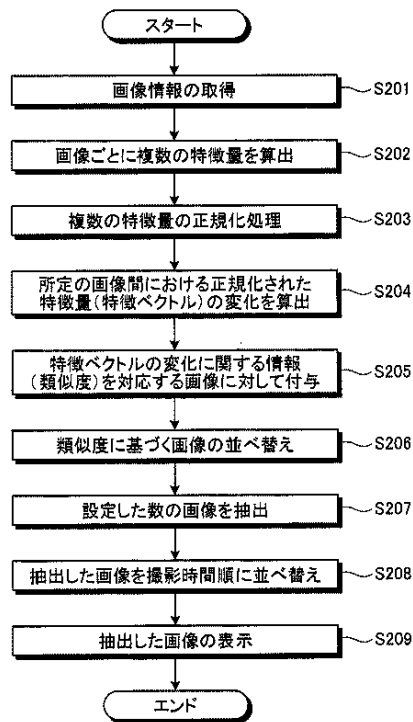 スタート
画像情報の取得
S201
画像ごとに複数の特徴量を算出
S202
複数の特徴量の正規化処理
S203
所定の画像間における正規化された
特徴量(特徴ベクトル)の変化を算出
S204
特徴ベクトルの変化に関する情報
(類似度)を対応する画像に対して付与
S205
類似度に基づく画像の並べ替え
S206
設定した数の画像を抽出
S207
抽出した画像を撮影時間順に並べ替え
S208
抽出した画像の表示
S209
エンド